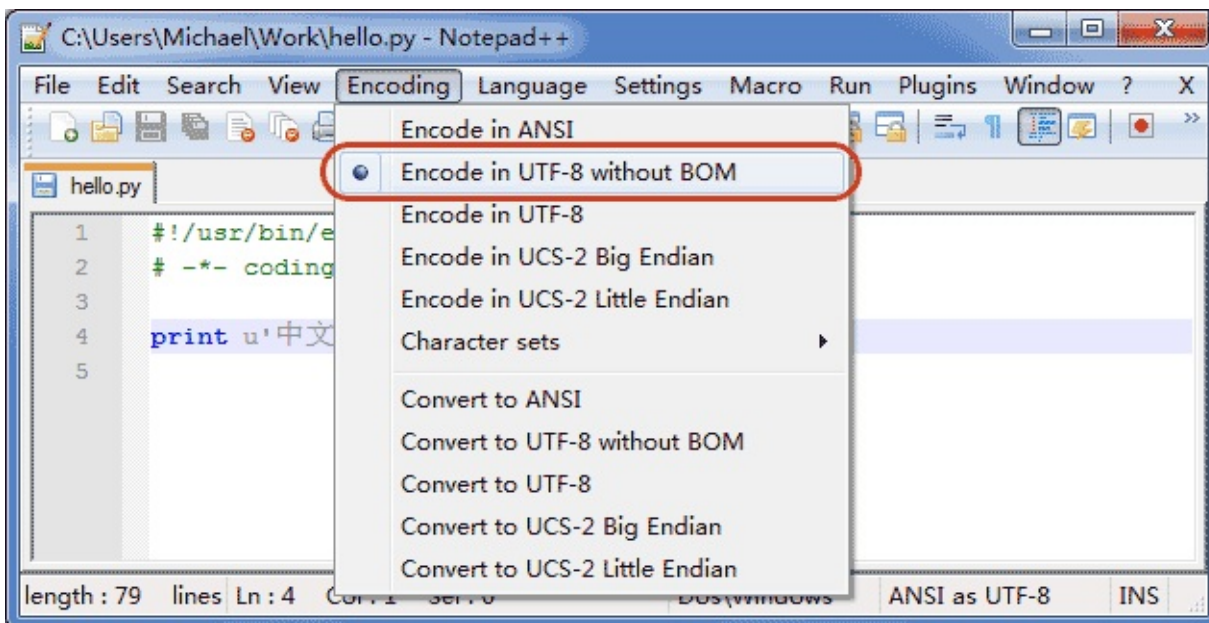 C:\Users\Michael\Work\hello.py - Notepad++
File Edit Search View Encoding Language Settings Macro Run Plugins Window ? X
hello.py
Encode in ANSI
Encode in UTF-8 without BOM
Encode in UTF-8
Encode in UCS-2 Big Endian
Encode in UCS-2 Little Endian
Character sets
Convert to ANSI
Convert to UTF-8 without BOM
Convert to UTF-8
Convert to UCS-2 Big Endian
Convert to UCS-2 Little Endian
1 #!/usr/bin/e
2 # -*- coding
3
4 print u'中文
5
length : 79 lines Ln : 4 ANSI as UTF-8 INS